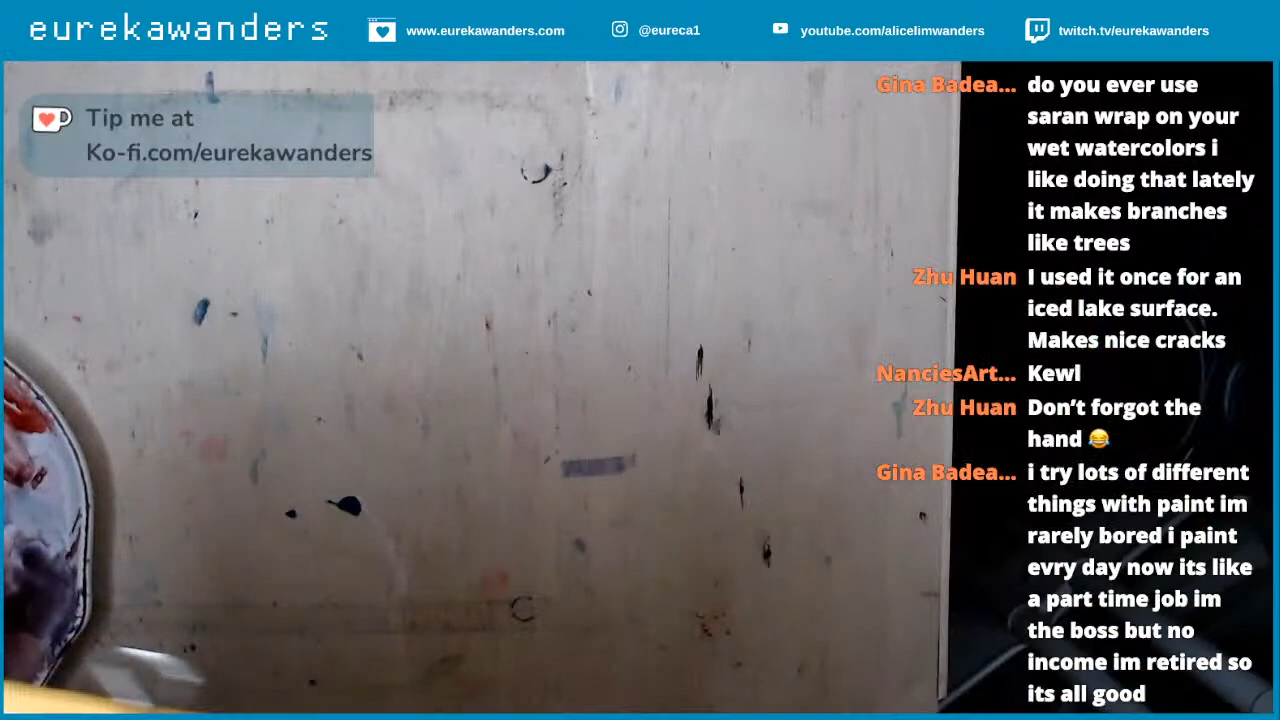 eurekawanders
www.eurekawanders.com
@eureca1
youtube.com/alicelimwanders
twitch.tv/eurekawanders
Tip me at
Ko-fi.com/eurekawanders
Gina Badea... do you ever use
saran wrap on your
wet watercolors i
like doing that lately
it makes branches
like trees
Zhu Huan I used it once for an
iced lake surface.
Makes nice cracks
NanciesArt... Kewl
Zhu Huan Don’t forgot the
hand 😂
Gina Badea... i try lots of different
things with paint im
rarely bored i paint
evry day now its like
a part time job im
the boss but no
income im retired so
its all good